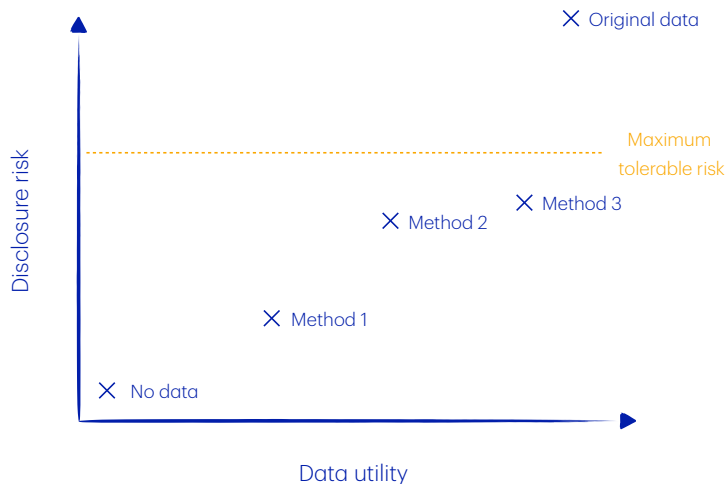 Original data
Maximum
tolerable risk
Disclosure risk
Method 3
Method 2
Method 1
No data
Data utility